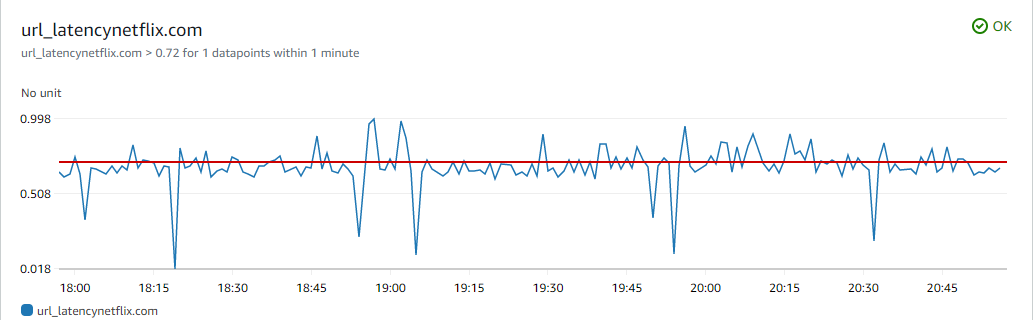 url_latencynetflix.com
OK
url_latencynetflix.com > 0.72 for 1 datapoints within 1 minute
No unit
0.998
0.508
0.018
18:00 18:15 18:30 18:45 19:00 19:15 19:30 19:45 20:00 20:15 20:30 20:45
url_latencynetflix.com